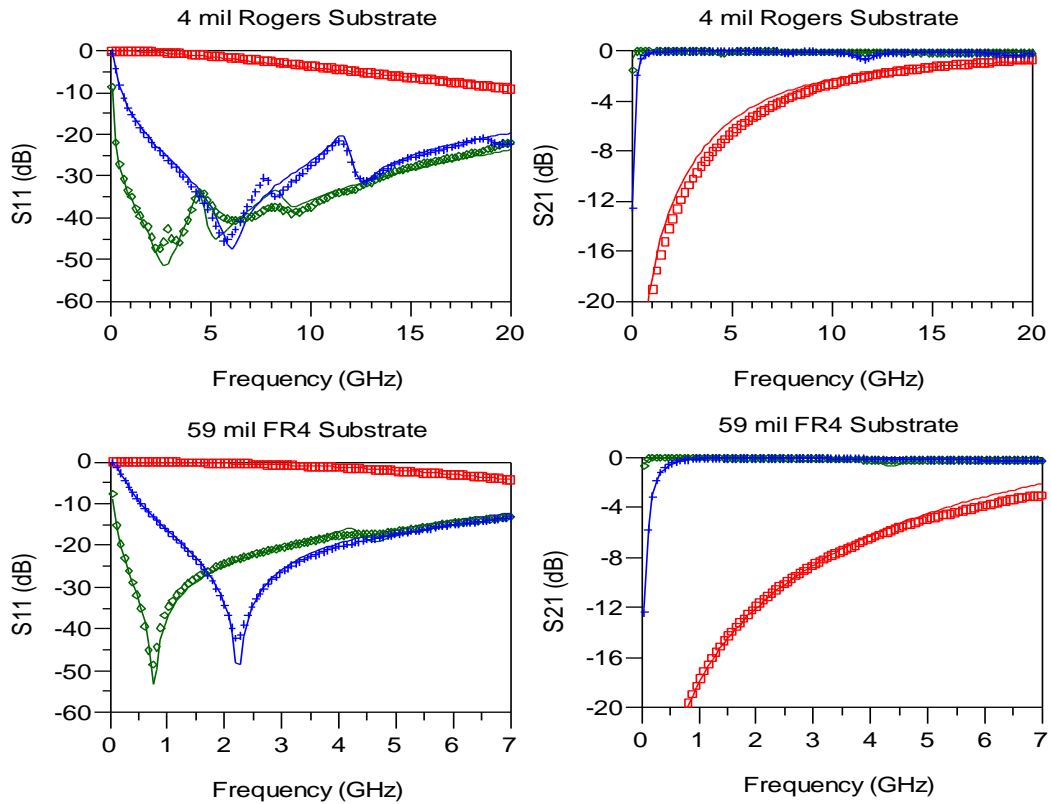 4 mil Rogers Substrate
0
-10
-20
-30
-40
-50
-60
S11 (dB)
0 5 10 15 20
Frequency (GHz)
4 mil Rogers Substrate
0
-4
-8
-12
-16
-20
S21 (dB)
0 5 10 15 20
Frequency (GHz)
59 mil FR4 Substrate
0
-10
-20
-30
-40
-50
-60
S11 (dB)
0 1 2 3 4 5 6 7
Frequency (GHz)
59 mil FR4 Substrate
0
-4
-8
-12
-16
-20
S21 (dB)
0 1 2 3 4 5 6 7
Frequency (GHz)